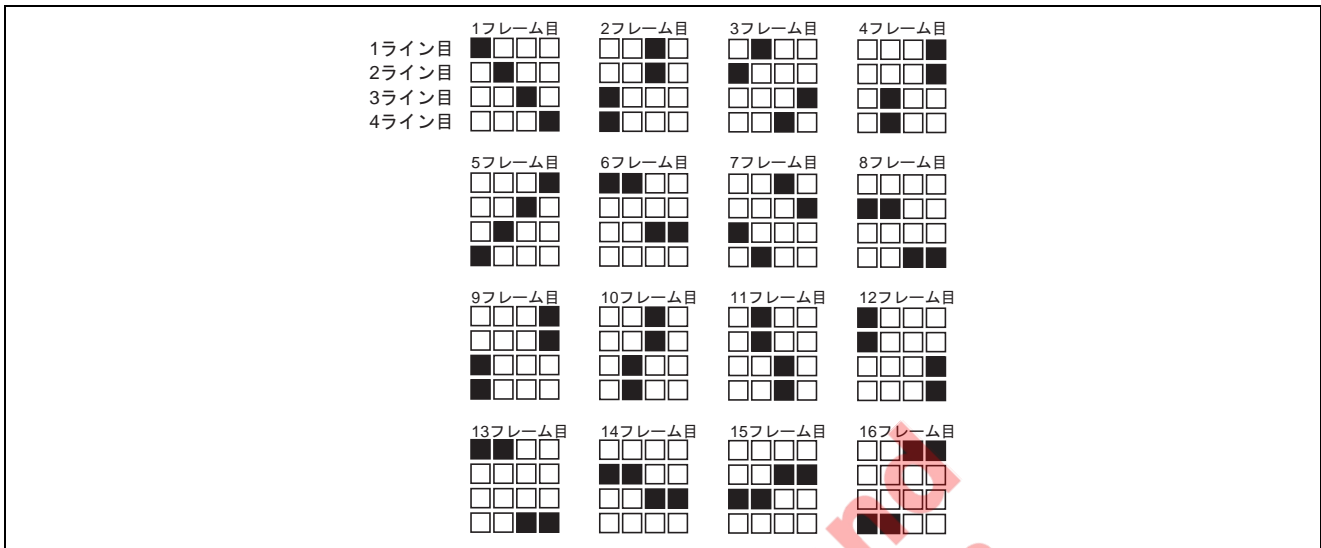 1フレーム目 2フレーム目 3フレーム目 4フレーム目
1ライン目
2ライン目
3ライン目
4ライン目
5フレーム目 6フレーム目 7フレーム目 8フレーム目
9フレーム目 10フレーム目 11フレーム目 12フレーム目
13フレーム目 14フレーム目 15フレーム目 16フレーム目